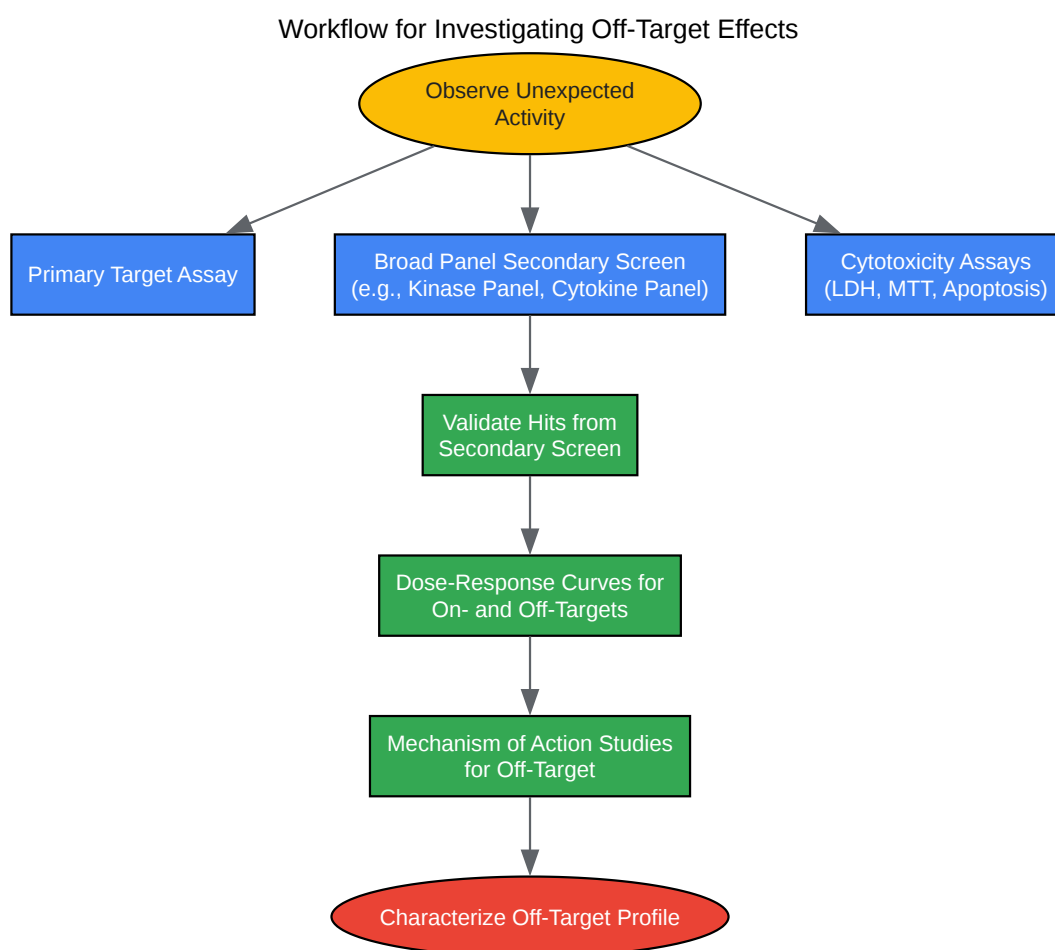 Workflow for Investigating Off-Target Effects
Observe Unexpected
Activity
Primary Target Assay
Broad Panel Secondary Screen
(e.g., Kinase Panel, Cytokine Panel)
Cytotoxicity Assays
(LDH, MTT, Apoptosis)
Validate Hits from
Secondary Screen
Dose-Response Curves for
On- and Off-Targets
Mechanism of Action Studies
for Off-Target
Characterize Off-Target Profile